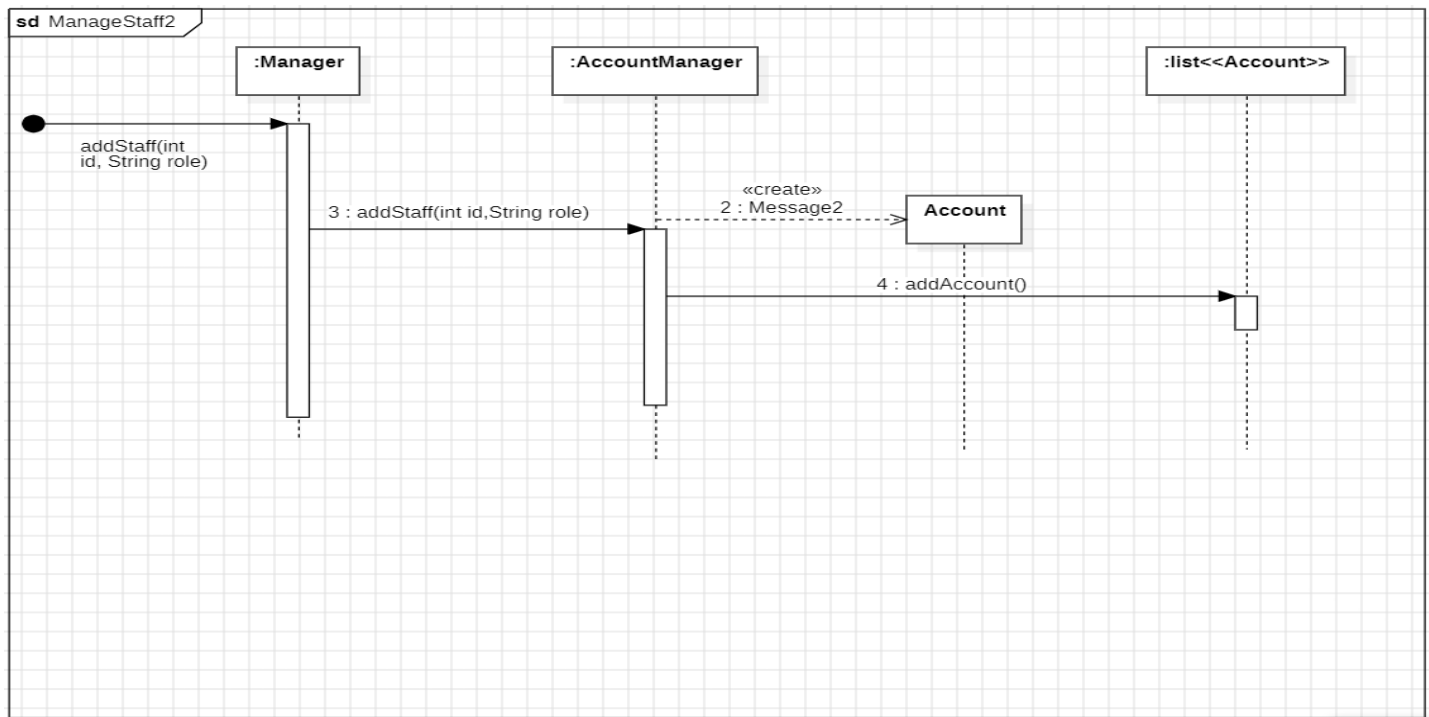 sd ManageStaff2
:Manager
:AccountManager
:list<<Account>>
addStaff(int
id, String role)
«create»
2 : Message2
Account
3 : addStaff(int id,String role)
4 : addAccount()